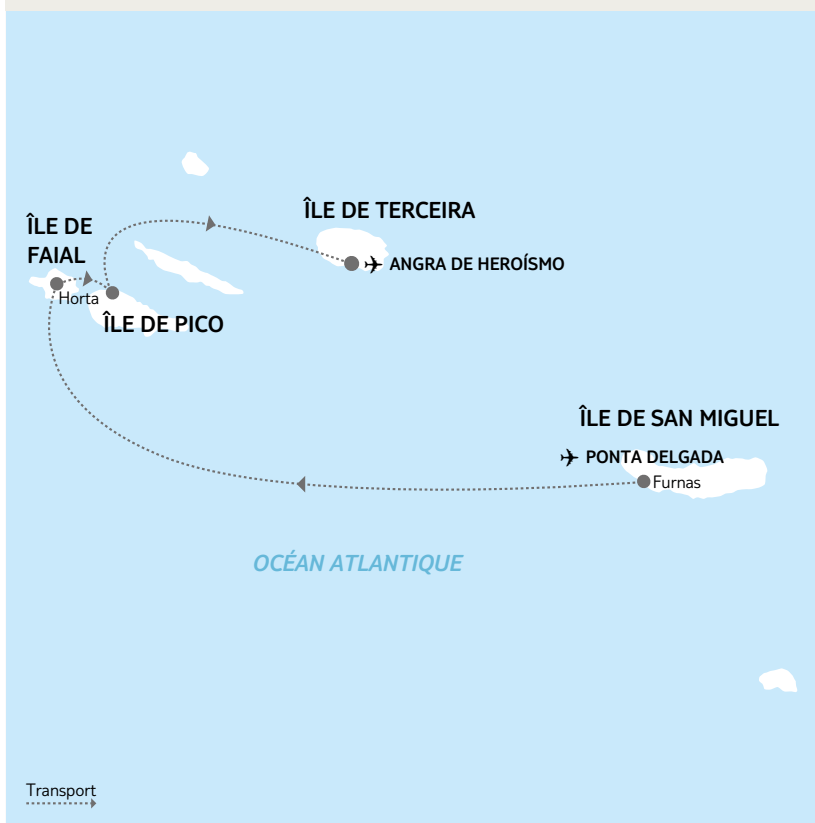 ÎLE DE TERCEIRA
ÎLE DE
FAIAL
ANGRA DE HEROÍSMO
Horta
ÎLE DE PICO
ÎLE DE SAN MIGUEL
PONTA DELGADA
Furnas
OCÉAN ATLANTIQUE
Transport